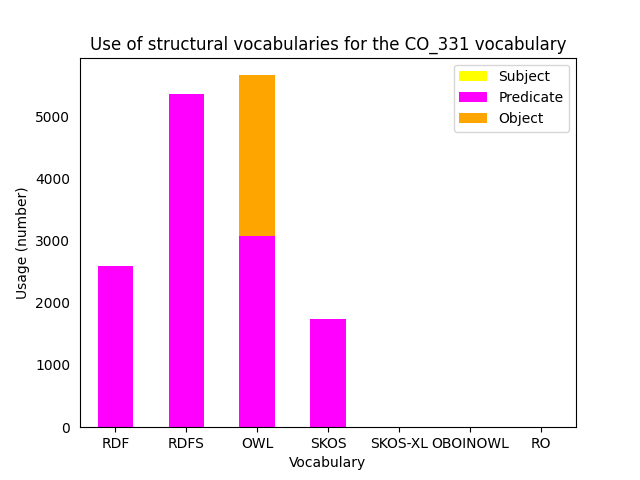 Use of structural vocabularies for the CO_331 vocabulary
Subject
Predicate
Object
Usage (number)
5000
4000
3000
2000
1000
0
RDF RDFS OWL SKOS SKOS-XL OBOINOWL RO
Vocabulary